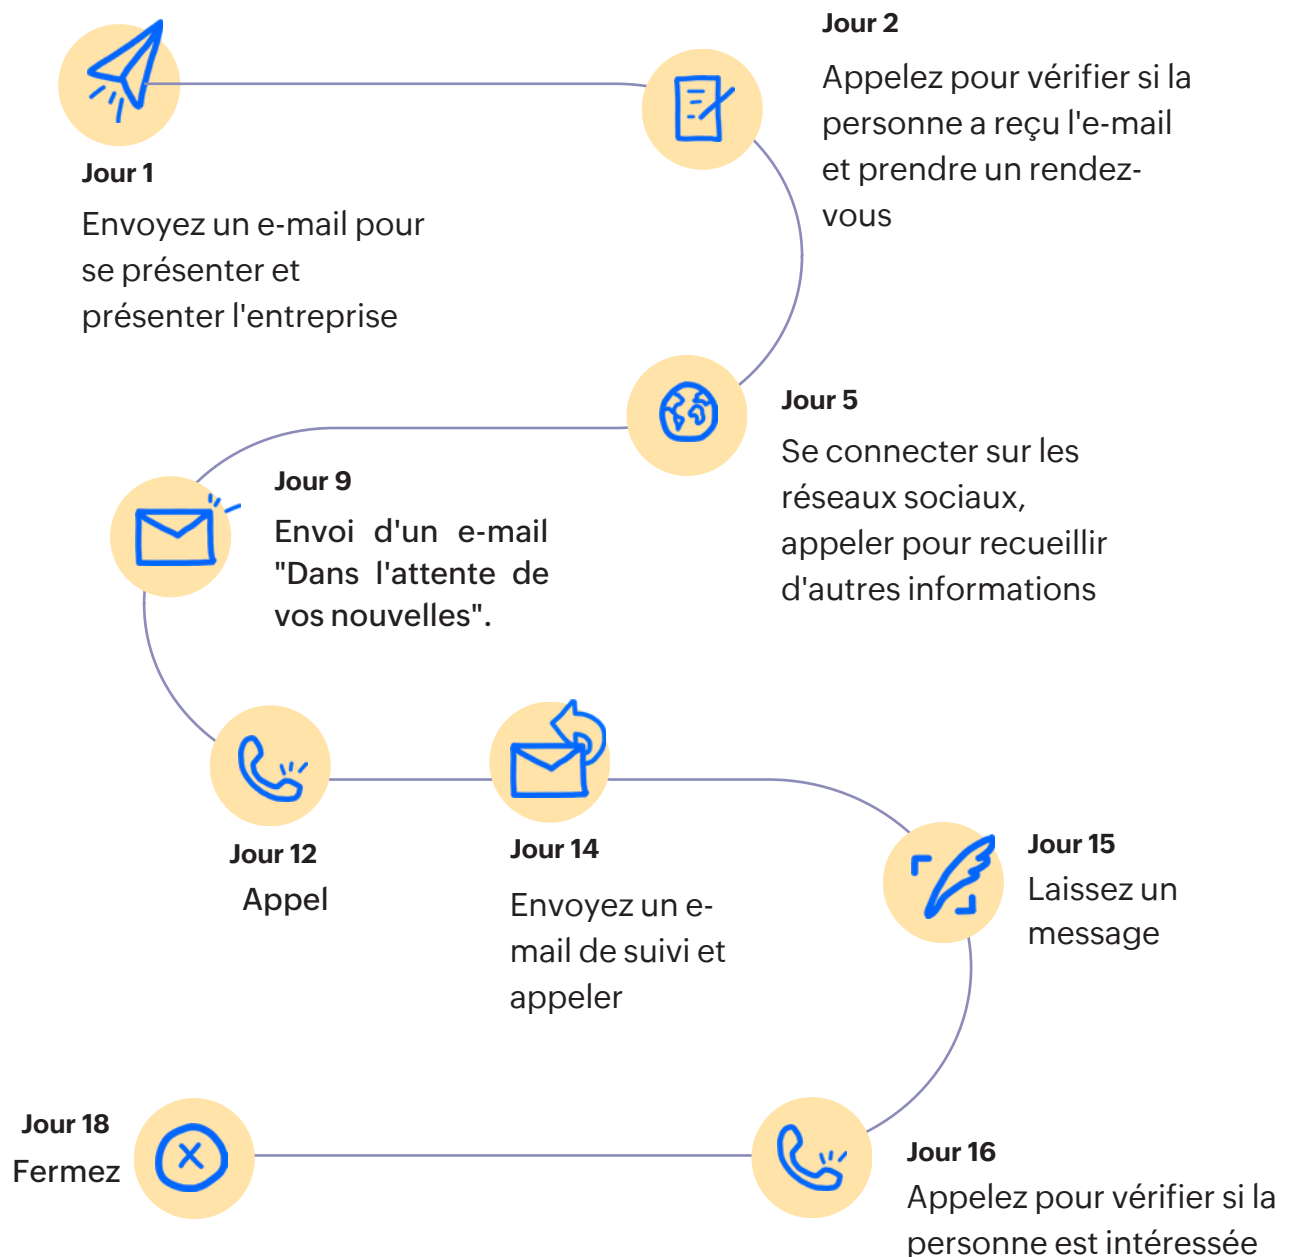 Jour 1
Envoyez un e-mail pour
se présenter et
présenter l'entreprise
Jour 2
Appelez pour vérifier si la
personne a reçu l'e-mail
et prendre un rendez-
vous
Jour 5
Se connecter sur les
réseaux sociaux,
appeler pour recueillir
d'autres informations
Jour 9
Envoi d'un e-mail
"Dans l'attente de
vos nouvelles".
Jour 12
Appel
Jour 14
Envoyez un e-
mail de suivi et
appeler
Jour 15
Laissez un
message
Jour 16
Appelez pour vérifier si la
personne est intéressée
Jour 18
Fermez